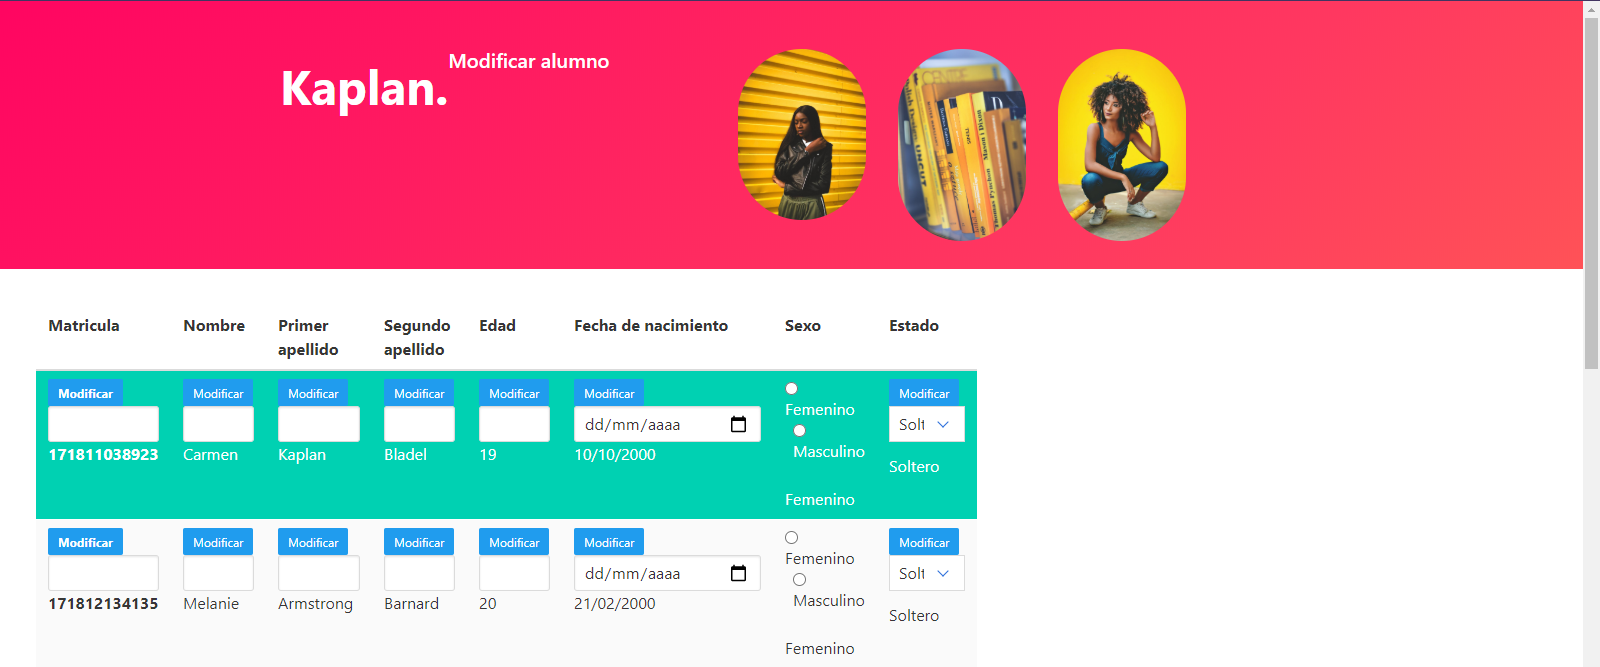 Modificar alumno
Kaplan.
CENTRE
Matricula Nombre Primer apellido Segundo apellido Edad Fecha de nacimiento Sexo Estado
Modificar Modificar Modificar Modificar Modificar Modificar Modificar
Femenino
dd/mm/aaaa Solt
Masculino
171811038923 Carmen Kaplan Bladel 19 10/10/2000
Soltero
Femenino
Modificar Modificar Modificar Modificar Modificar Modificar Modificar
Femenino
dd/mm/aaaa Solt
Masculino
171812134135 Melanie Armstrong Barnard 20 21/02/2000
Soltero
Femenino